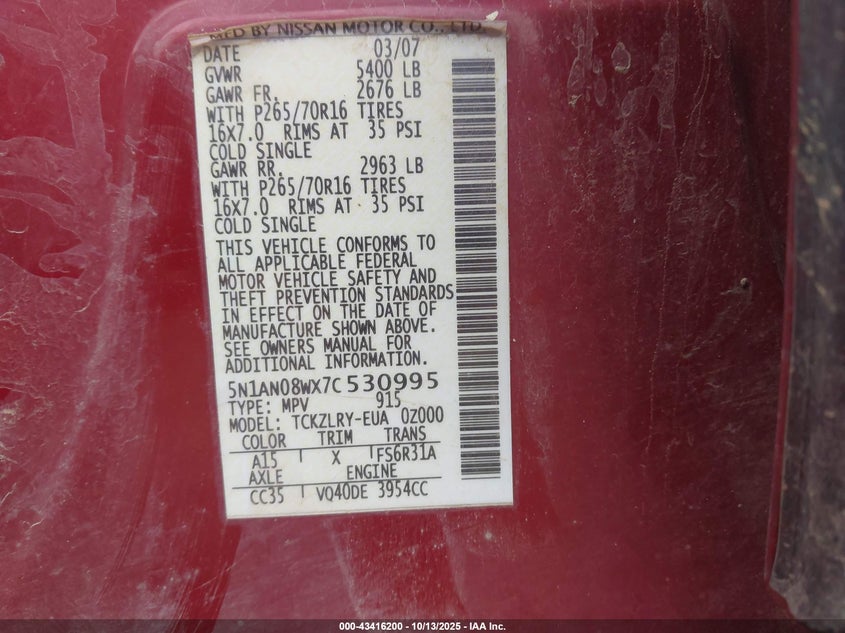 MFD BY NISSAN MOTOR CO., LTD.
DATE 03/07
GVWR 5400 LB
GAWR FR. 2676 LB
WITH P265/70R16 TIRES
16X7.0 RIMS AT 35 PSI
COLD SINGLE
GAWR RR. 2963 LB
WITH P265/70R16 TIRES
16X7.0 RIMS AT 35 PSI
COLD SINGLE
THIS VEHICLE CONFORMS TO
ALL APPLICABLE FEDERAL
MOTOR VEHICLE SAFETY AND
THEFT PREVENTION STANDARDS
IN EFFECT ON THE DATE OF
MANUFACTURE SHOWN ABOVE.
SEE OWNERS MANUAL FOR
ADDITIONAL INFORMATION.
5N1AN08WX7C530995
TYPE: MPV 915
MODEL: TCKZLRY-EUA 0Z000
COLOR TRIM TRANS
A15 X FS6R31A
AXLE ENGINE
CC35 VQ40DE 3954CC
000-43416200 - 10/13/2025 - IAA Inc.